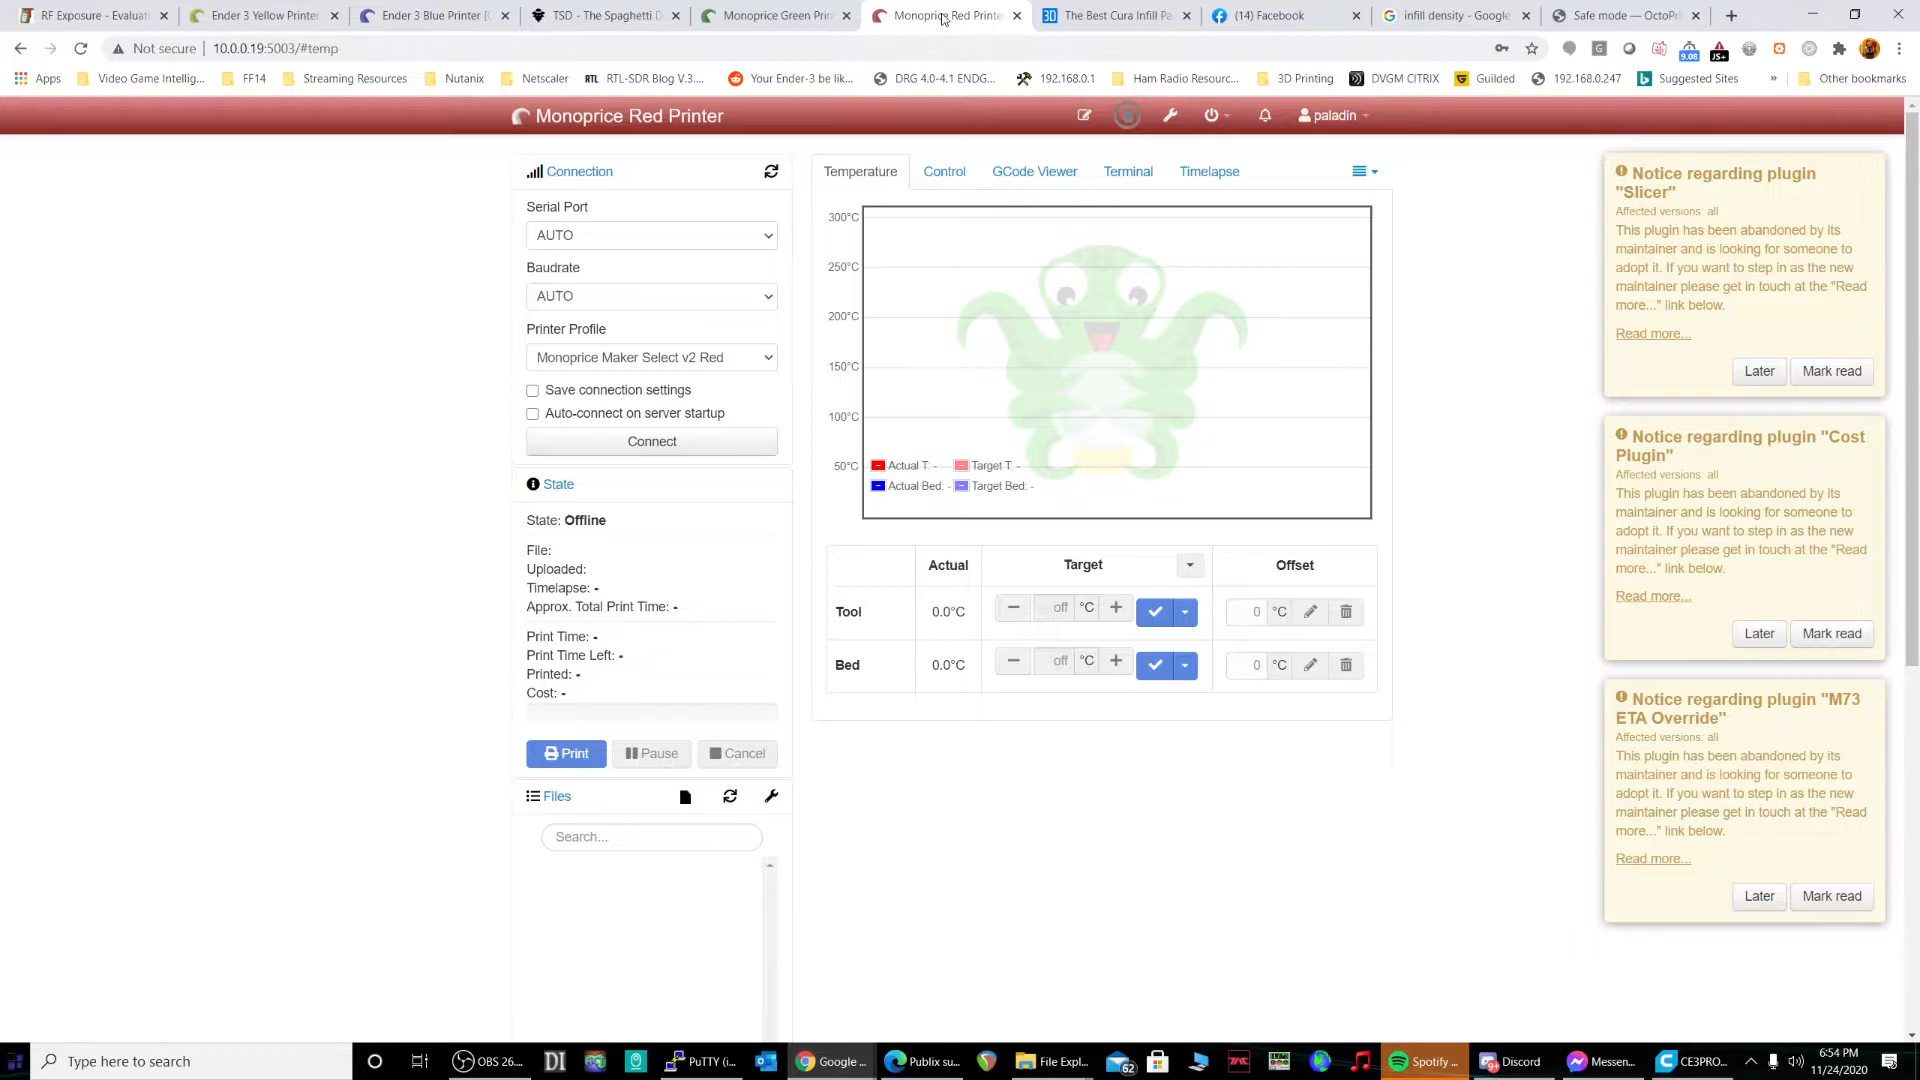 RF Exposure - Evaluati
Ender 3 Yellow Printer
Ender 3 Blue Printer [O
TSD - The Spaghetti D
Monoprice Green Prin
Monoprice Red Printe
The Best Cura Infill Pa
(14) Facebook
infill density - Google
Safe mode — OctoPri
Not secure
10.0.0.19:5003/#temp
9.08
JS+
Apps
Video Game Intellig...
FF14
Streaming Resources
Nutanix
Netscaler
RTL RTL-SDR Blog V.3....
Your Ender-3 be lik...
DRG 4.0-4.1 ENDG...
192.168.0.1
Ham Radio Resourc...
3D Printing
DVGM CITRIX
Guilded
192.168.0.247
Suggested Sites
»
Other bookmarks
Monoprice Red Printer
paladin
Connection
Serial Port
AUTO
Baudrate
AUTO
Printer Profile
Monoprice Maker Select v2 Red
Save connection settings
Auto-connect on server startup
Connect
State
State: Offline
File:
Uploaded:
Timelapse: -
Approx. Total Print Time: -
Print Time: -
Print Time Left: -
Printed: -
Cost: -
Print
Pause
Cancel
Files
Search...
Temperature
Control
GCode Viewer
Terminal
Timelapse
300°C
250°C
200°C
150°C
100°C
50°C
Actual T: -
Target T: -
Actual Bed: -
Target Bed: -
Actual
Target
Offset
Tool
0.0°C
off °C
0 °C
Bed
0.0°C
off °C
0 °C
Notice regarding plugin
"Slicer"
Affected versions: all
This plugin has been abandoned by its
maintainer and is looking for someone to
adopt it. If you want to step in as the new
maintainer please get in touch at the "Read
more..." link below.
Read more...
Later
Mark read
Notice regarding plugin "Cost
Plugin"
Affected versions: all
This plugin has been abandoned by its
maintainer and is looking for someone to
adopt it. If you want to step in as the new
maintainer please get in touch at the "Read
more..." link below.
Read more...
Later
Mark read
Notice regarding plugin "M73
ETA Override"
Affected versions: all
This plugin has been abandoned by its
maintainer and is looking for someone to
adopt it. If you want to step in as the new
maintainer please get in touch at the "Read
more..." link below.
Read more...
Later
Mark read
Type here to search
OBS 26...
DI
PuTTY (i...
Google ...
Publix su...
File Expl...
62
Spotify ...
Discord
Messen...
CE3PRO...
6:54 PM
11/24/2020